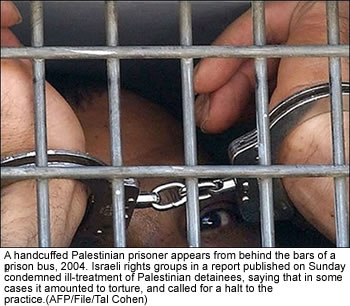 A handcuffed Palestinian prisoner appears from behind the bars of a
prison bus, 2004. Israeli rights groups in a report published on Sunday
condemned ill-treatment of Palestinian detainees, saying that in some
cases it amounted to torture, and called for a halt to the
practice.(AFP/File/Tal Cohen)